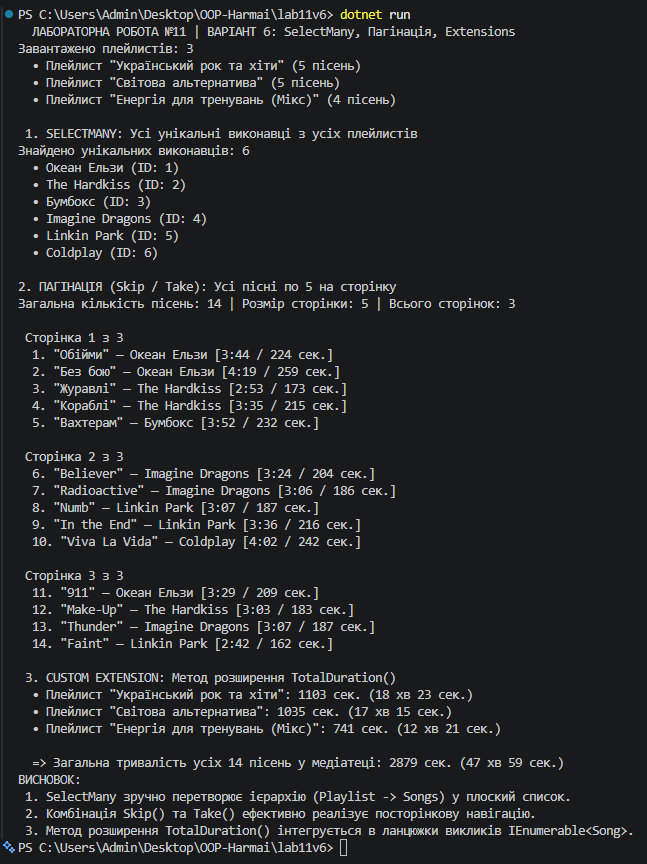 PS C:\Users\Admin\Desktop\OOP-Harmai\lab11v6> dotnet run
ЛАБОРАТОРНА РОБОТА №11 | ВАРІАНТ 6: SelectMany, Пагінація, Extensions
Завантажено плейлистів: 3
• Плейлист "Український рок та хіти" (5 пісень)
• Плейлист "Світова альтернатива" (5 пісень)
• Плейлист "Енергія для тренувань (Мікс)" (4 пісень)
1. SELECTMANY: Усі унікальні виконавці з усіх плейлистів
Знайдено унікальних виконавців: 6
• Океан Ельзи (ID: 1)
• The Hardkiss (ID: 2)
• Бумбокс (ID: 3)
• Imagine Dragons (ID: 4)
• Linkin Park (ID: 5)
• Coldplay (ID: 6)
2. ПАГІНАЦІЯ (Skip / Take): Усі пісні по 5 на сторінку
Загальна кількість пісень: 14 | Розмір сторінки: 5 | Всього сторінок: 3
Сторінка 1 з 3
1. "Обійми" — Океан Ельзи [3:44 / 224 сек.]
2. "Без бою" — Океан Ельзи [4:19 / 259 сек.]
3. "Журавлі" — The Hardkiss [2:53 / 173 сек.]
4. "Кораблі" — The Hardkiss [3:35 / 215 сек.]
5. "Вахтерам" — Бумбокс [3:52 / 232 сек.]
Сторінка 2 з 3
6. "Believer" — Imagine Dragons [3:24 / 204 сек.]
7. "Radioactive" — Imagine Dragons [3:06 / 186 сек.]
8. "Numb" — Linkin Park [3:07 / 187 сек.]
9. "In the End" — Linkin Park [3:36 / 216 сек.]
10. "Viva La Vida" — Coldplay [4:02 / 242 сек.]
Сторінка 3 з 3
11. "911" — Океан Ельзи [3:29 / 209 сек.]
12. "Make-Up" — The Hardkiss [3:03 / 183 сек.]
13. "Thunder" — Imagine Dragons [3:07 / 187 сек.]
14. "Faint" — Linkin Park [2:42 / 162 сек.]
3. CUSTOM EXTENSION: Метод розширення TotalDuration()
• Плейлист "Український рок та хіти": 1103 сек. (18 хв 23 сек.)
• Плейлист "Світова альтернатива": 1035 сек. (17 хв 15 сек.)
• Плейлист "Енергія для тренувань (Мікс)": 741 сек. (12 хв 21 сек.)
=> Загальна тривалість усіх 14 пісень у медіатеці: 2879 сек. (47 хв 59 сек.)
ВИСНОВОК:
1. SelectMany зручно перетворює ієрархію (Playlist -> Songs) у плоский список.
2. Комбінація Skip() та Take() ефективно реалізує посторінкову навігацію.
3. Метод розширення TotalDuration() інтегрується в ланцюжки викликів IEnumerable<Song>.
PS C:\Users\Admin\Desktop\OOP-Harmai\lab11v6>